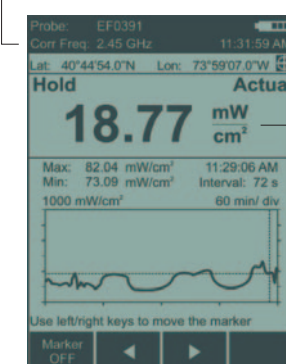 Probe: EF0391
Corr Freq: 2.45 GHz 11:31:59 AM
Lat: 40°44'54.0"N Lon: 73°59'07.0"W
Hold Actua
18.77 mW
cm²
Max: 82.04 mW/cm² 11:29:06 AM
Min: 73.09 mW/cm² Interval: 72 s
1000 mW/cm² 60 min/ div
Use left/right keys to move the marker
Marker
OFF